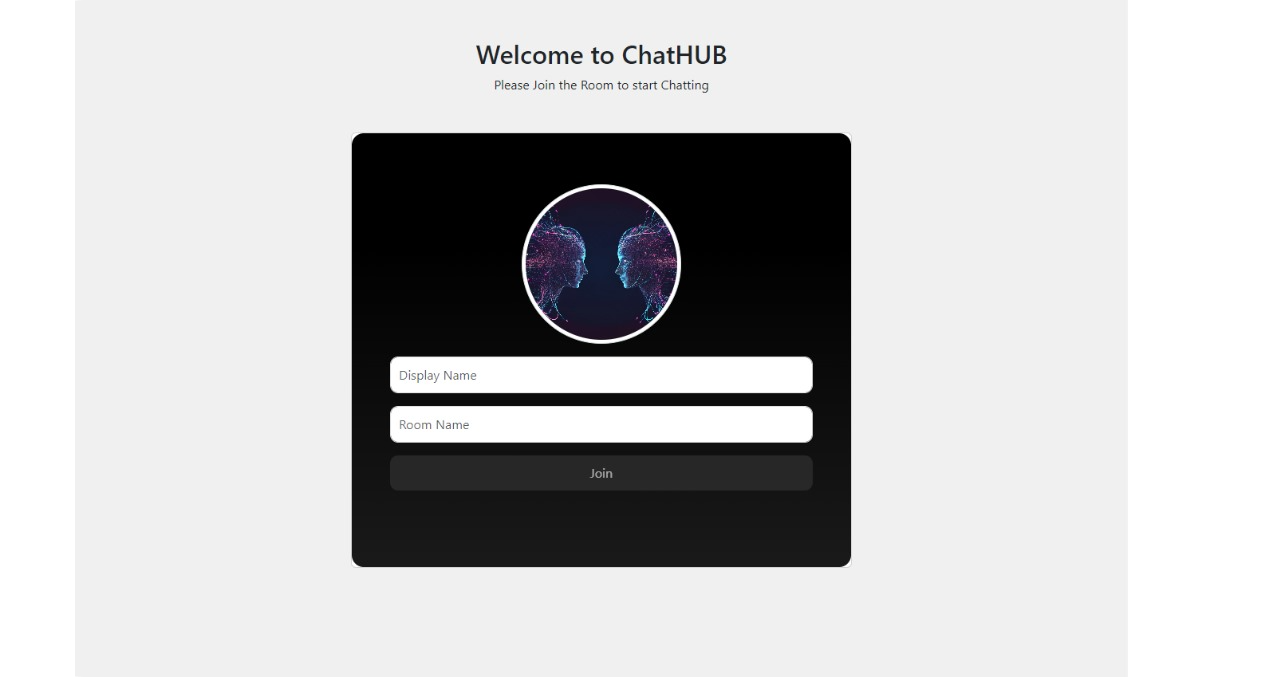 Welcome to ChatHUB
Please Join the Room to start Chatting
Display Name
Room Name
Join